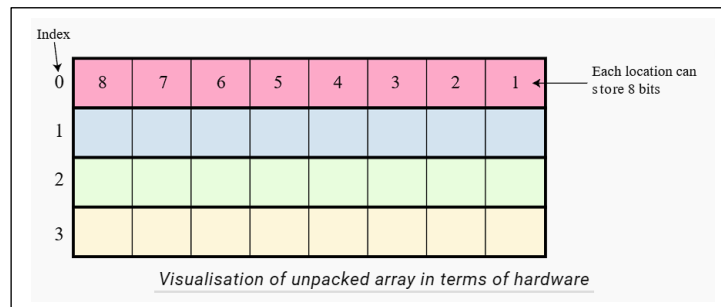 Index
0 8 7 6 5 4 3 2 1 Each location can
store 8 bits
1
2
3
Visualisation of unpacked array in terms of hardware